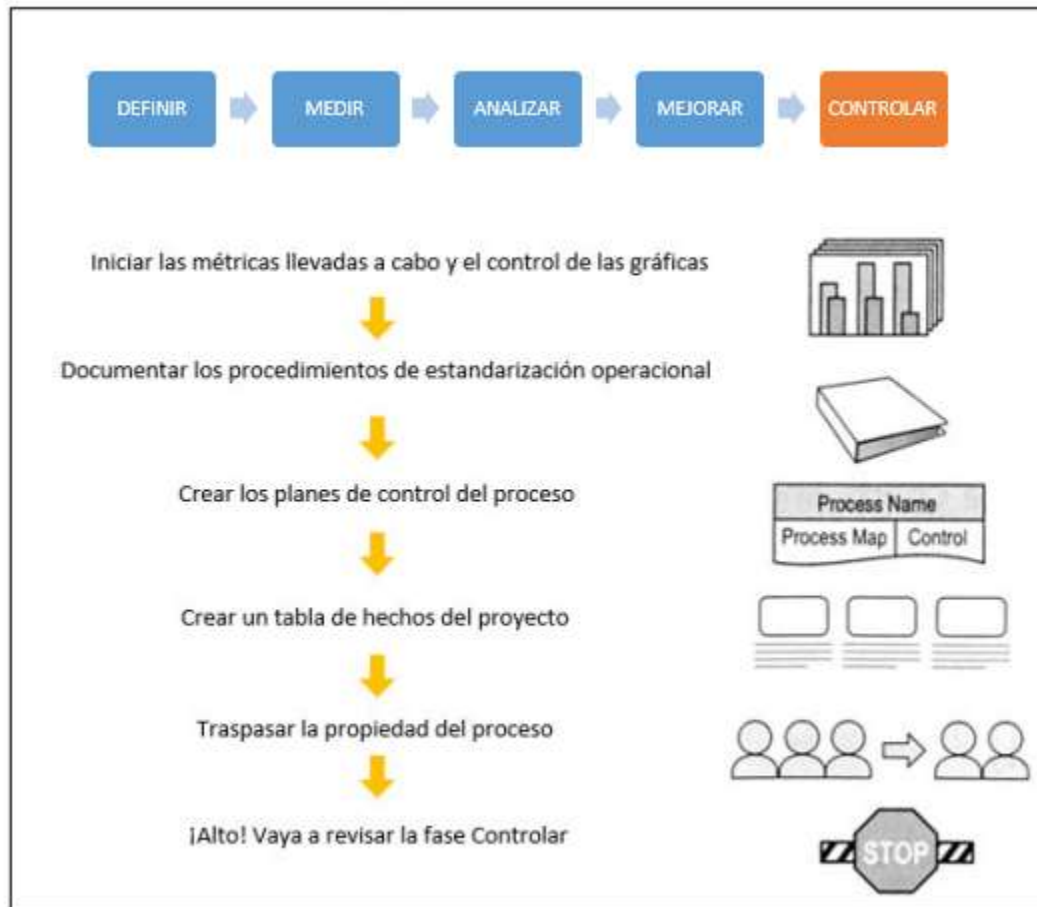 DEFINIR MEDIR ANALIZAR MEJORAR CONTROLAR
Iniciar las métricas llevadas a cabo y el control de las gráficas
Documentar los procedimientos de estandarización operacional
Crear los planes de control del proceso
Process Name
Process Map Control
Crear un tabla de hechos del proyecto
Traspasar la propiedad del proceso
¡Alto! Vaya a revisar la fase Controlar
STOP